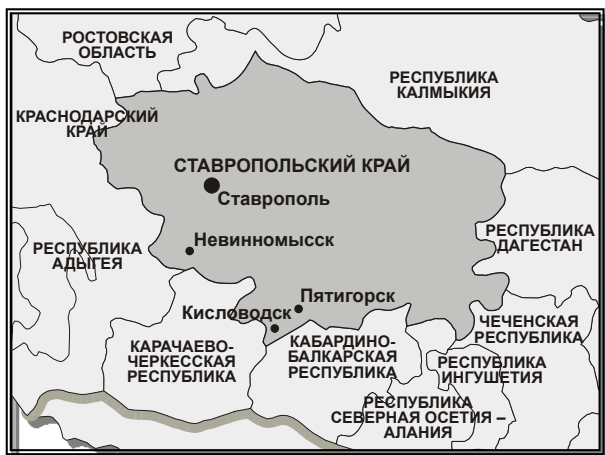 РОСТОВСКАЯ
ОБЛАСТЬ
РЕСПУБЛИКА
КАЛМЫКИЯ
КРАСНОДАРСКИЙ
КРАЙ
СТАВРОПОЛЬСКИЙ КРАЙ
Ставрополь
Невинномысск
РЕСПУБЛИКА
АДЫГЕЯ
РЕСПУБЛИКА
ДАГЕСТАН
Пятигорск
Кисловодск
ЧЕЧЕНСКАЯ
РЕСПУБЛИКА
КАРАЧАЕВО-
ЧЕРКЕССКАЯ
РЕСПУБЛИКА
КАБАРДИНО-
БАЛКАРСКАЯ
РЕСПУБЛИКА
РЕСПУБЛИКА
ИНГУШЕТИЯ
РЕСПУБЛИКА
СЕВЕРНАЯ ОСЕТИЯ –
АЛАНИЯ